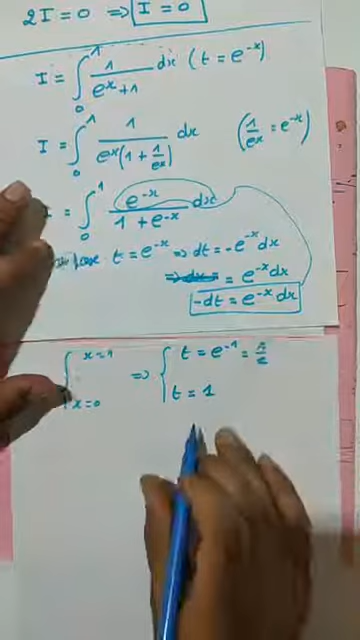 2I = 0 ⟹ I = 0
I = ∫₀¹ 1/(eˣ+1) dx (t = e⁻ˣ)
I = ∫₀¹ 1/(eˣ(1 + 1/eˣ)) dx (1/eˣ = e⁻ˣ)
= ∫₀¹ e⁻ˣ/(1 + e⁻ˣ) dx
pose t = e⁻ˣ ⟹ dt = -e⁻ˣ dx
⟹ = e⁻ˣ dx
-dt = e⁻ˣ dx
{ x = 1 ⟹ { t = e⁻¹ = 1/e
x = 0 t = 1